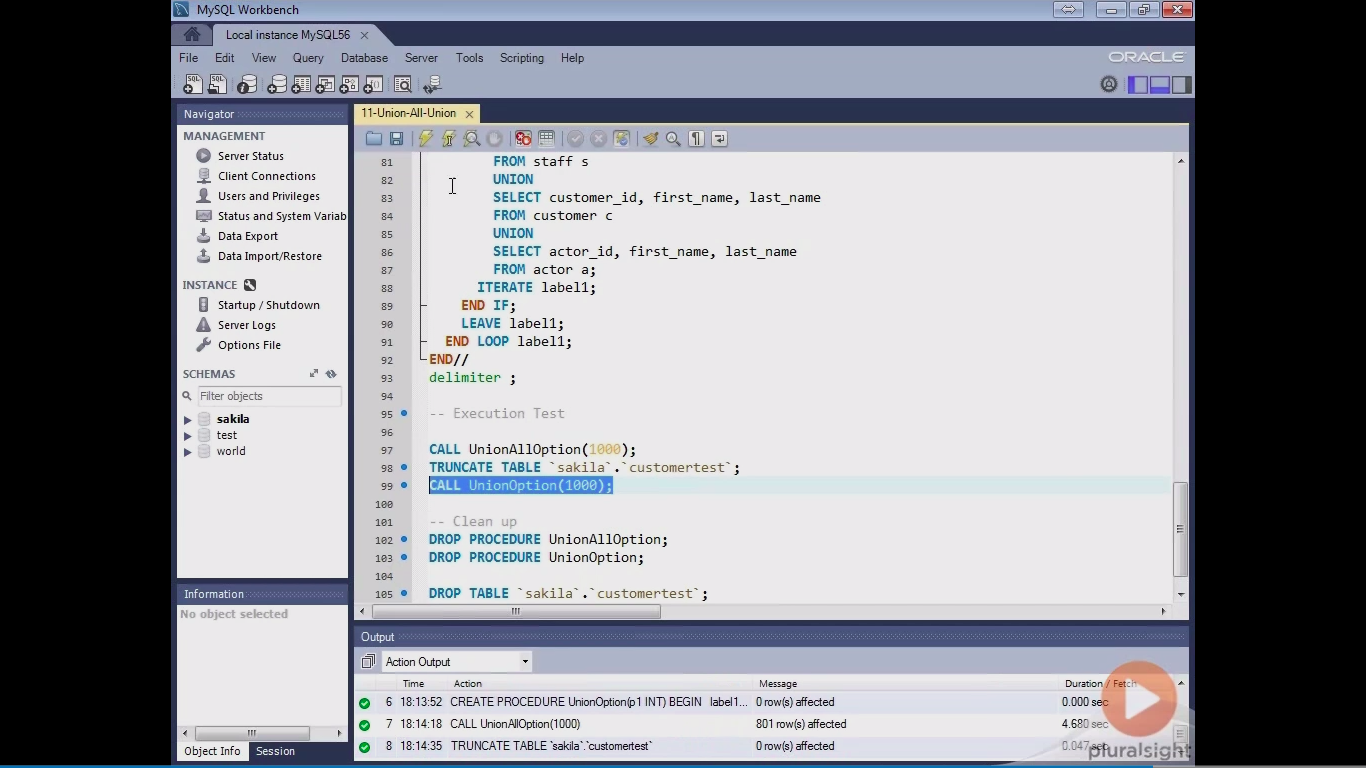 MySQL Workbench
Local instance MySQL56
File Edit View Query Database Server Tools Scripting Help
ORACLE
Navigator
MANAGEMENT
Server Status
Client Connections
Users and Privileges
Status and System Variab
Data Export
Data Import/Restore
INSTANCE
Startup / Shutdown
Server Logs
Options File
SCHEMAS
Filter objects
sakila
test
world
Information
No object selected
Object Info Session
11-Union-All-Union
81 FROM staff s
82 UNION
83 SELECT customer_id, first_name, last_name
84 FROM customer c
85 UNION
86 SELECT actor_id, first_name, last_name
87 FROM actor a;
88 ITERATE label1;
89 END IF;
90 LEAVE label1;
91 END LOOP label1;
92 END//
93 delimiter ;
94
95 -- Execution Test
96
97 CALL UnionAllOption(1000);
98 TRUNCATE TABLE `sakila`.`customertest`;
99 CALL UnionOption(1000);
100
101 -- Clean up
102 DROP PROCEDURE UnionAllOption;
103 DROP PROCEDURE UnionOption;
104
105 DROP TABLE `sakila`.`customertest`;
Output
Action Output
Time Action Message Duration / Fetch
6 18:13:52 CREATE PROCEDURE UnionOption(p1 INT) BEGIN label1... 0 row(s) affected 0.000 sec
7 18:14:18 CALL UnionAllOption(1000) 801 row(s) affected 4.680 sec
8 18:14:35 TRUNCATE TABLE `sakila`.`customertest` 0 row(s) affected 0.047 sec
pluralsight